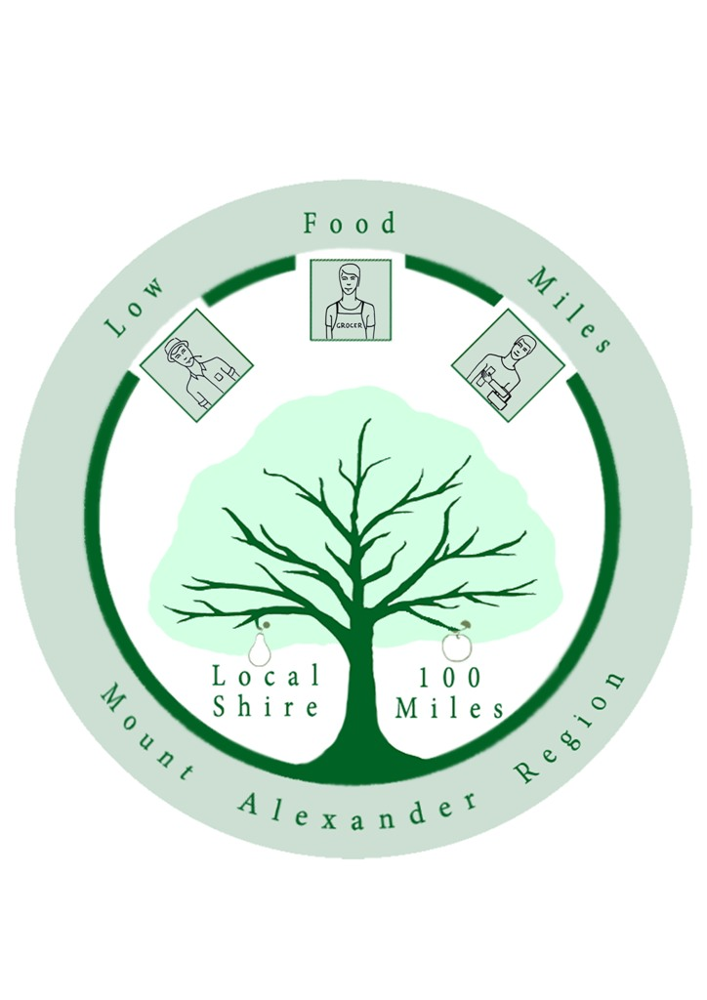 Low Food Miles
GROCER
Local
Shire
100
Miles
Mount Alexander Region